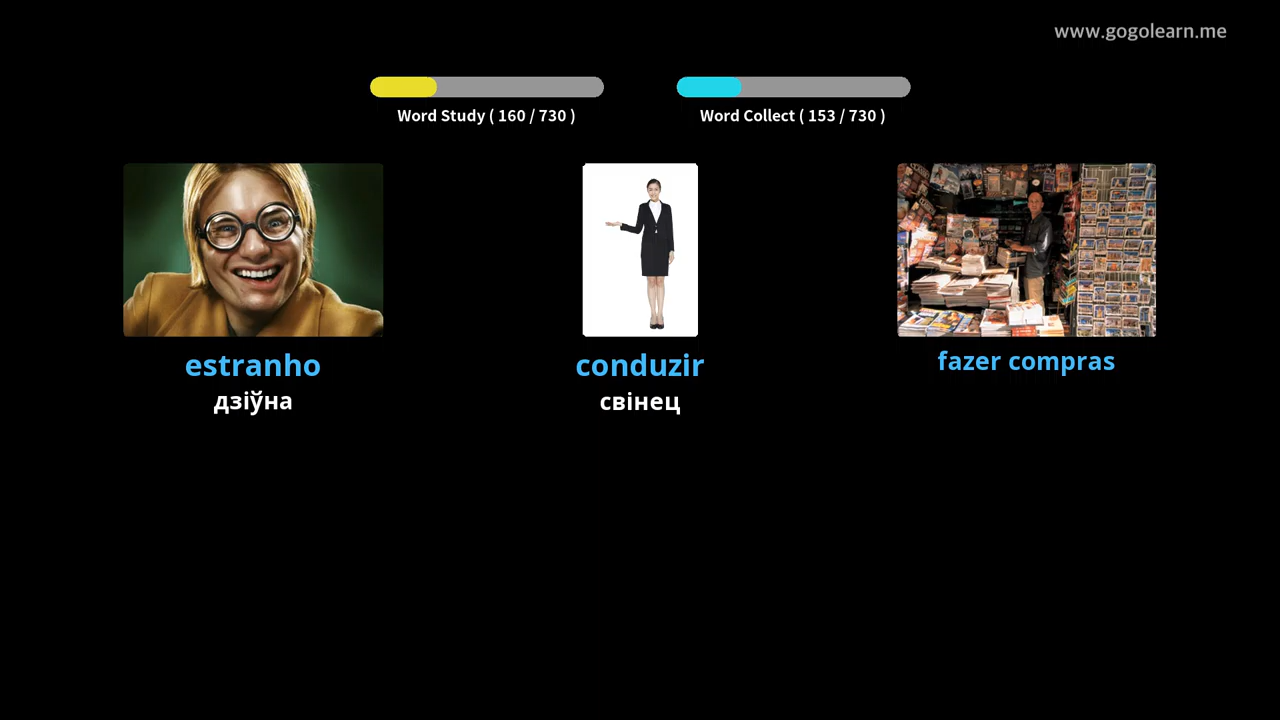 www.gogolearn.me
Word Study ( 160 / 730 )
Word Collect ( 153 / 730 )
estranho
conduzir
fazer compras
дзіўна
свінец